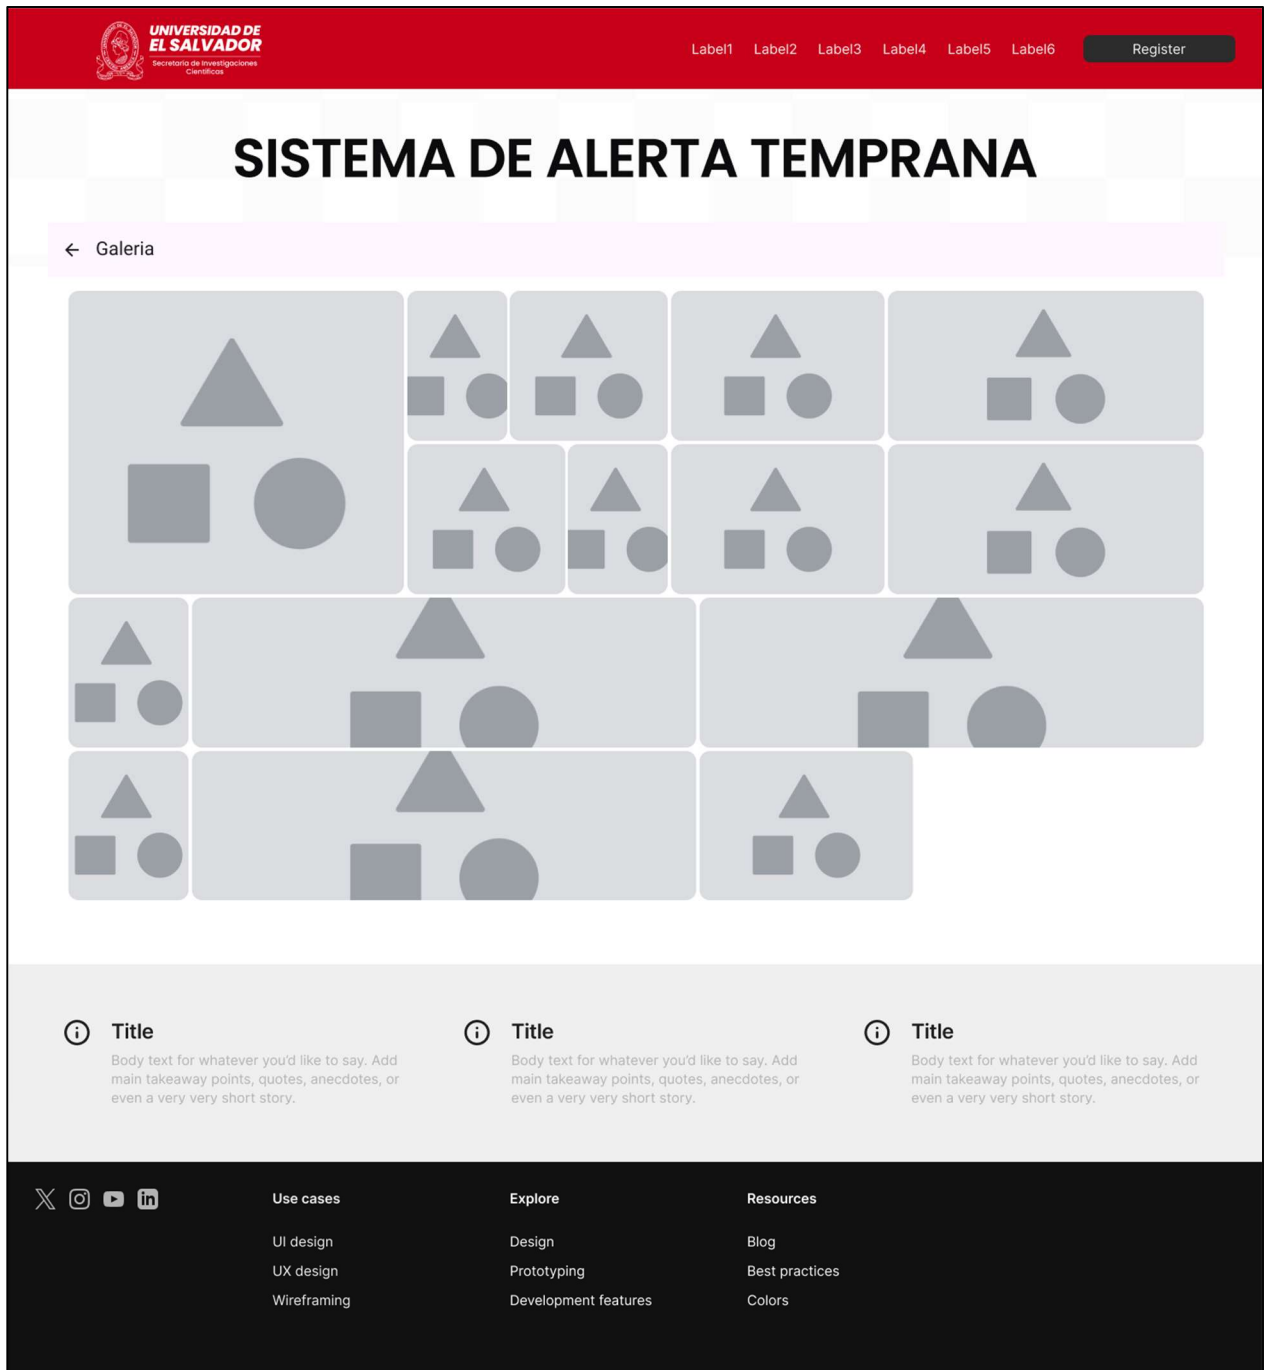 UNIVERSIDAD DE
EL SALVADOR
Secretaría de Investigaciones
Científicas
Label1 Label2 Label3 Label4 Label5 Label6 Register
SISTEMA DE ALERTA TEMPRANA
Galeria
Title
Body text for whatever you'd like to say. Add
main takeaway points, quotes, anecdotes, or
even a very very short story.
Title
Body text for whatever you'd like to say. Add
main takeaway points, quotes, anecdotes, or
even a very very short story.
Title
Body text for whatever you'd like to say. Add
main takeaway points, quotes, anecdotes, or
even a very very short story.
Use cases
UI design
UX design
Wireframing
Explore
Design
Prototyping
Development features
Resources
Blog
Best practices
Colors